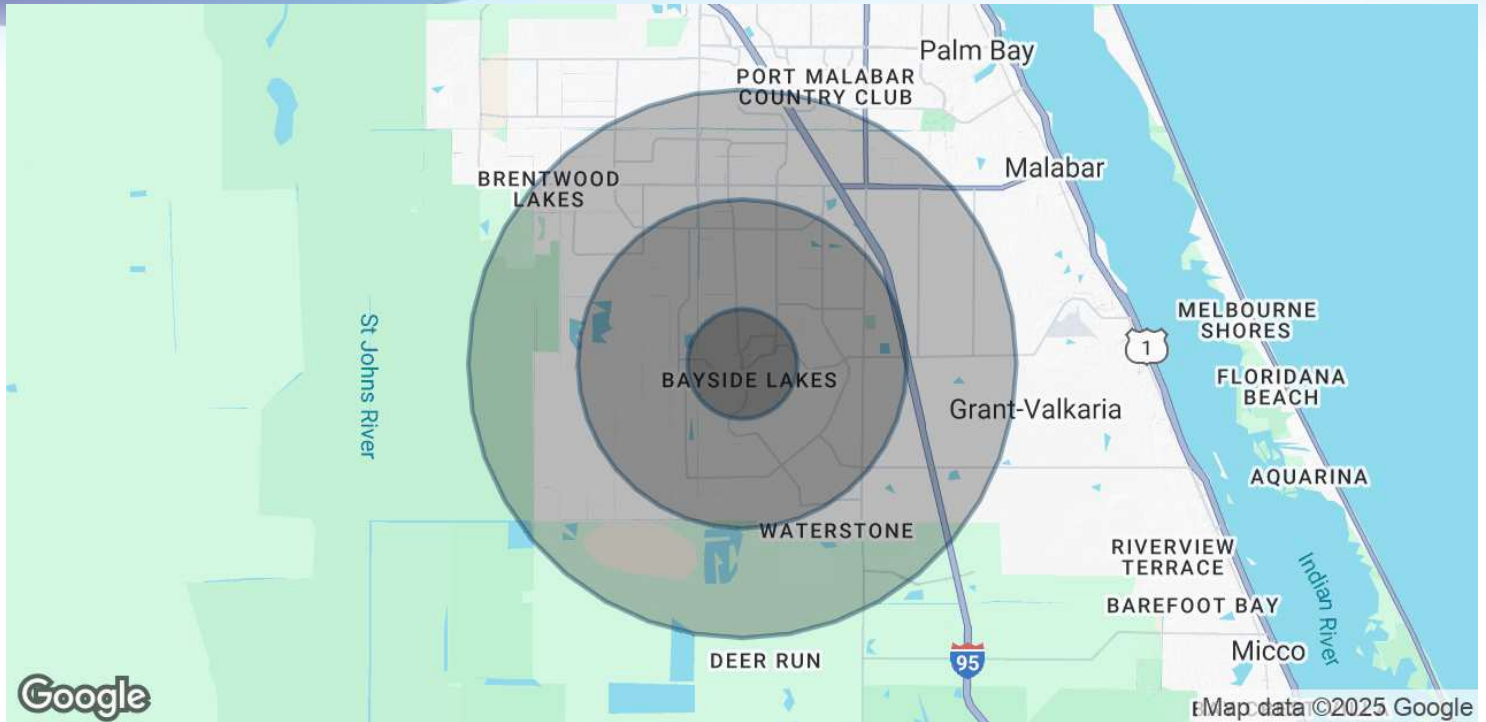 Palm Bay
PORT MALABAR
COUNTRY CLUB
Malabar
BRENTWOOD
LAKES
St Johns River
MELBOURNE
SHORES
1
BAYSIDE LAKES
FLORIDANA
BEACH
Grant-Valkaria
AQUARINA
WATERSTONE
RIVERVIEW
TERRACE
Indian River
BAREFOOT BAY
DEER RUN
95
Micco
Google
Map data ©2025 Google